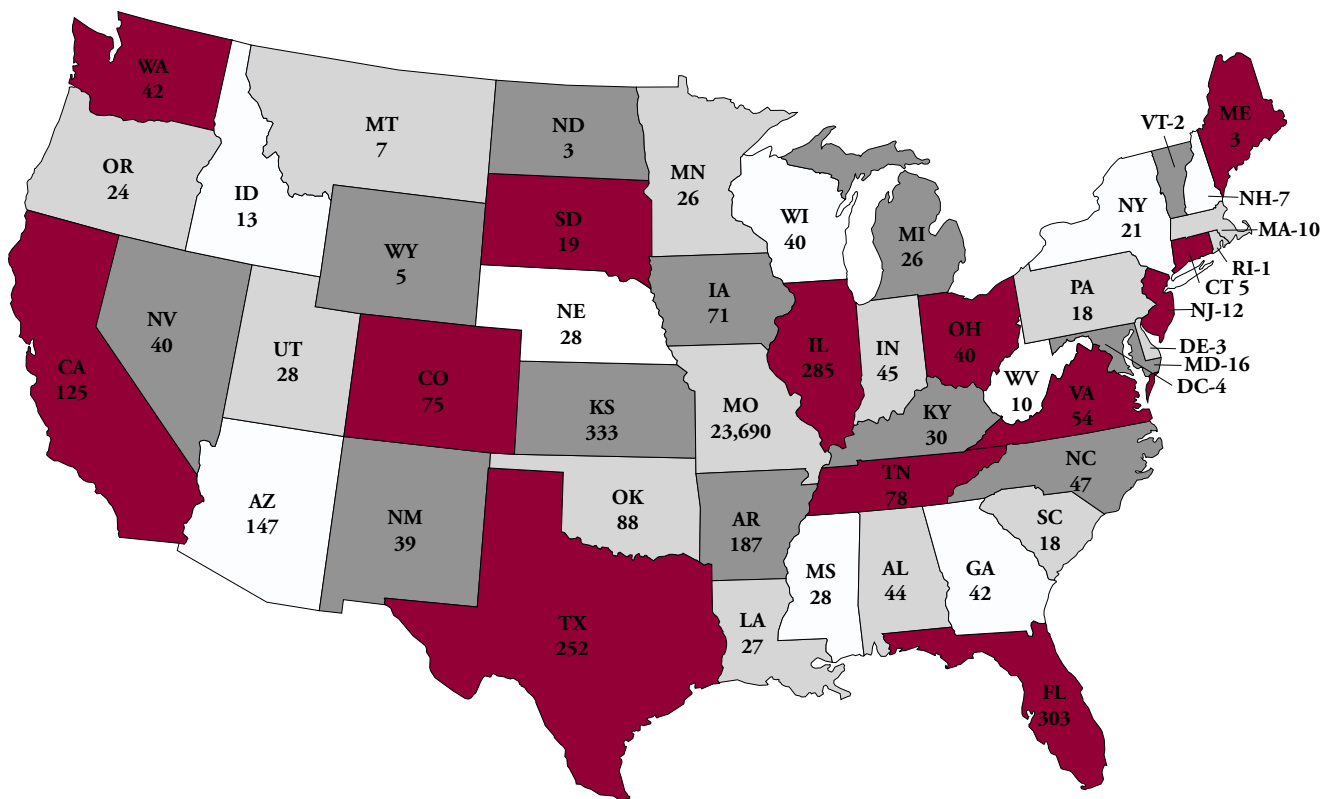 WA
42
OR
24
CA
125
NV
40
ID
13
MT
7
WY
5
UT
28
AZ
147
CO
75
NM
39
ND
3
SD
19
NE
28
KS
333
OK
88
TX
252
MN
26
IA
71
MO
23,690
AR
187
LA
27
WI
40
IL
285
MI
26
IN
45
OH
40
KY
30
TN
78
MS
28
AL
44
GA
42
FL
303
SC
18
NC
47
VA
54
WV
10
PA
18
NY
21
VT-2
ME
3
NH-7
MA-10
RI-1
CT 5
NJ-12
DE-3
MD-16
DC-4